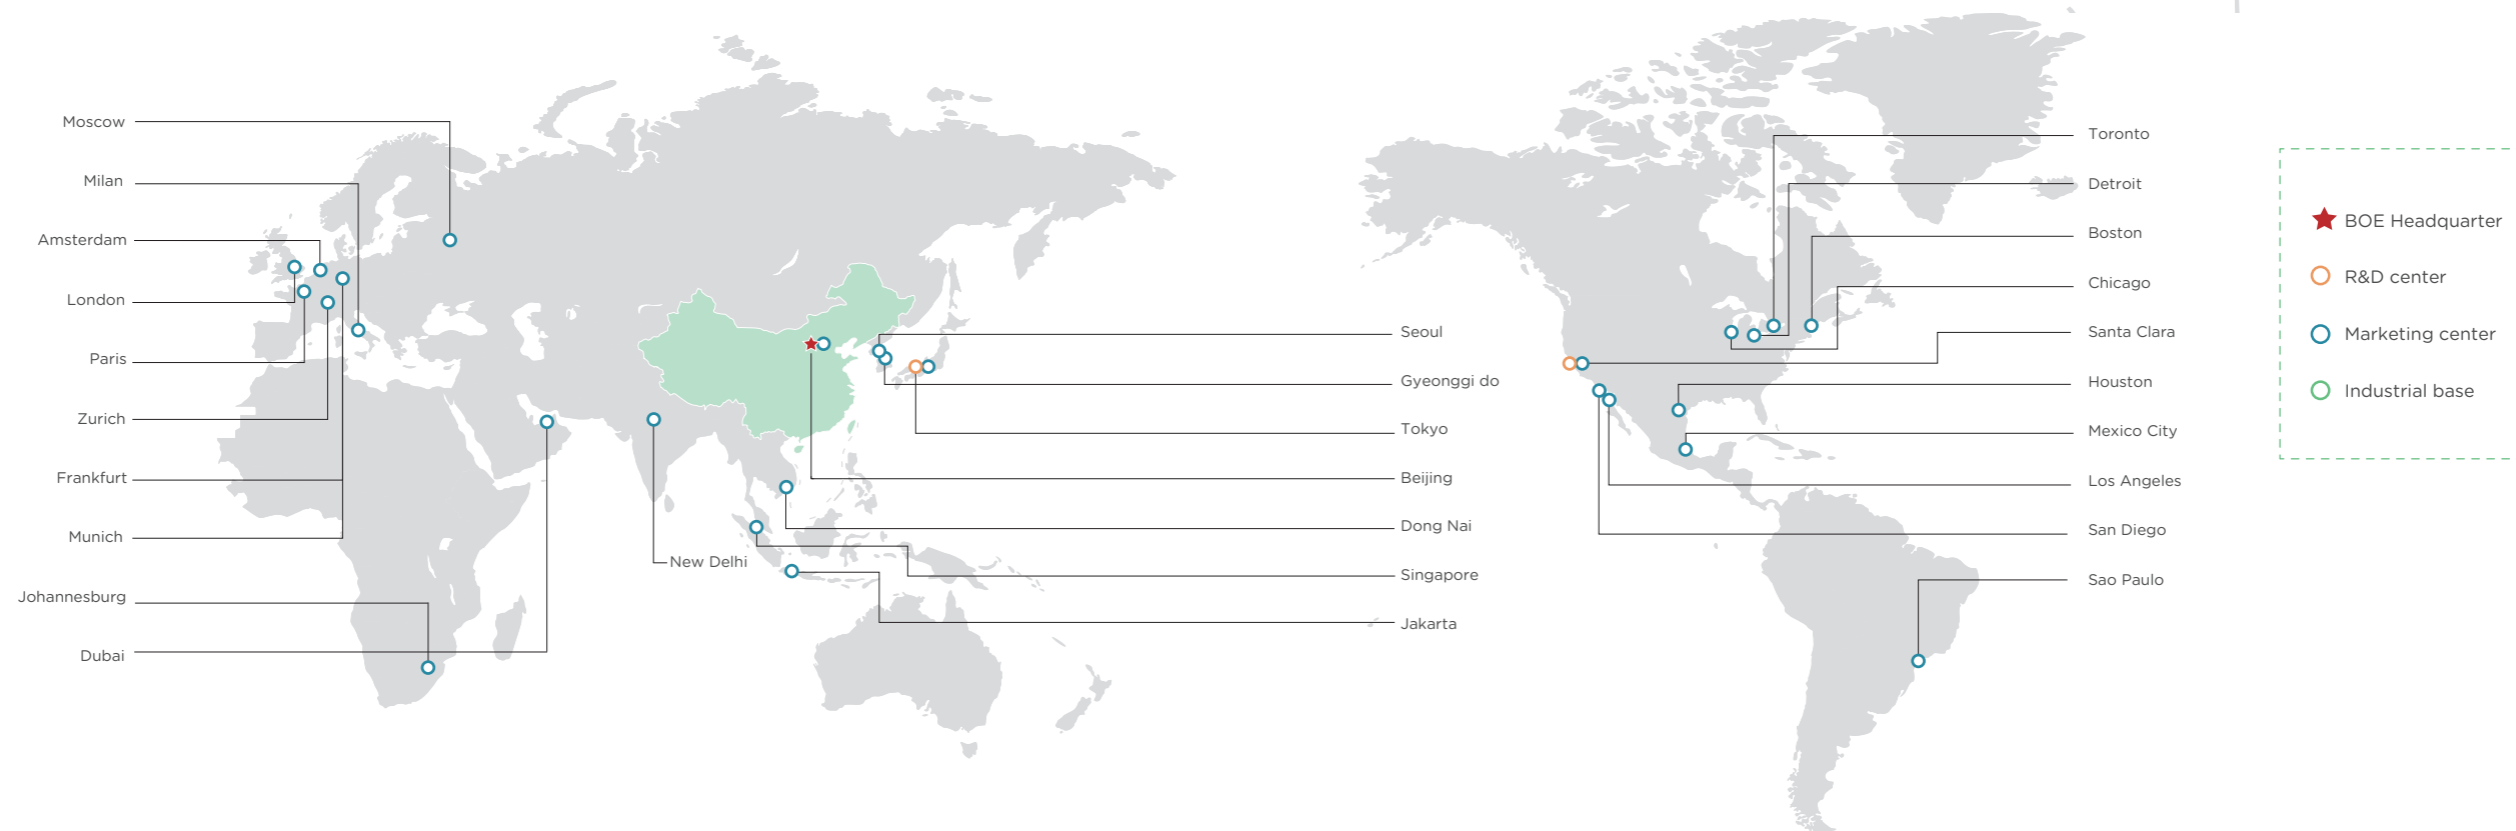 Moscow
Milan
Amsterdam
London
Paris
Zurich
Frankfurt
Munich
Johannesburg
Dubai
New Delhi
Seoul
Gyeonggi do
Tokyo
Beijing
Dong Nai
Singapore
Jakarta
Toronto
Detroit
Boston
Chicago
Santa Clara
Houston
Mexico City
Los Angeles
San Diego
Sao Paulo
BOE Headquarter
R&D center
Marketing center
Industrial base